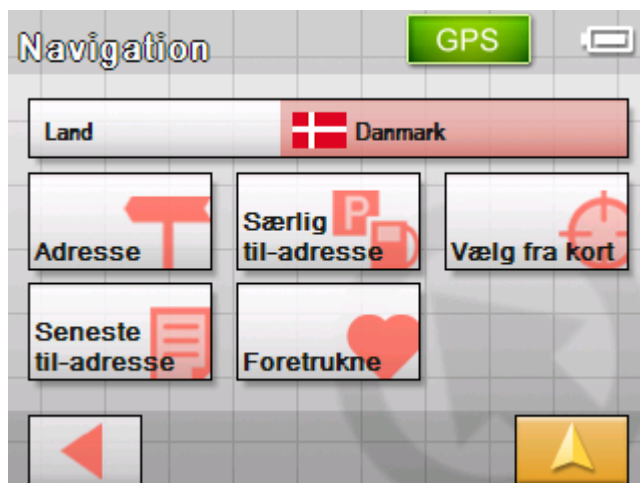 Navigation
GPS
Land
Danmark
Adresse
Særlig
til-adresse
Vælg fra kort
Seneste
til-adresse
Foretrukne